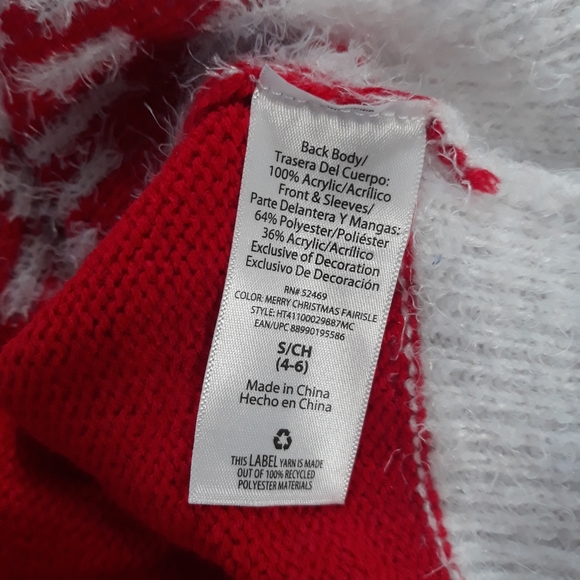 Back Body/
Trasera Del Cuerpo:
100% Acrylic/Acrílico
Front & Sleeves/
Parte Delantera Y Mangas:
64% Polyester/Poliéster
36% Acrylic/Acrílico
Exclusive of Decoration
Exclusivo De Decoración
RN# 52469
COLOR: MERRY CHRISTMAS FAIRISLE
STYLE: HT41100029887MC
EAN/UPC 88990195586
S/CH
(4-6)
Made in China
Hecho en China
THIS LABEL YARN IS MADE
OUT OF 100% RECYCLED
POLYESTER MATERIALS